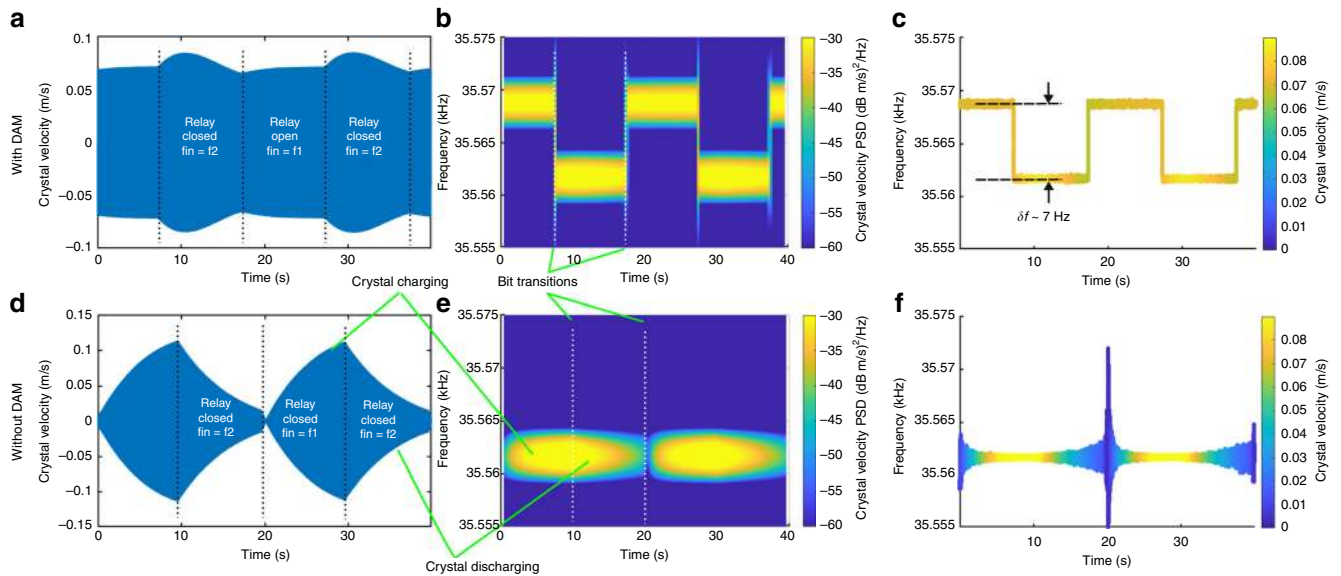 a
With DAM
Crystal velocity (m/s)
0.1
0.05
0
−0.05
−0.1
Relay
closed
fin = f2
Relay
open
fin = f1
Relay
closed
fin = f2
0
10
20
30
Time (s)
b
Frequency (kHz)
35.575
35.57
35.565
35.56
35.555
0
10
20
30
40
Time (s)
−30
−35
−40
−45
−50
−55
−60
Crystal velocity PSD (dB m/s)²/Hz)
c
Frequency (kHz)
35.575
35.57
35.565
35.56
35.555
δf ~ 7 Hz
0
10
20
30
40
Time (s)
0.08
0.07
0.06
0.05
0.04
0.03
0.02
0.01
0
Crystal velocity (m/s)
Crystal charging
Bit transitions
d
Without DAM
Crystal velocity (m/s)
0.15
0.1
0.05
0
−0.05
−0.1
−0.15
Relay
closed
fin = f2
Relay
closed
fin = f1
Relay
closed
fin = f2
0
10
20
30
Time (s)
e
Frequency (kHz)
35.575
35.57
35.565
35.56
35.555
0
10
20
30
40
Time (s)
−30
−35
−40
−45
−50
−55
−60
Crystal velocity PSD (dB m/s)²/Hz)
f
Frequency (kHz)
35.575
35.57
35.565
35.56
35.555
0
10
20
30
40
Time (s)
0.08
0.07
0.06
0.05
0.04
0.03
0.02
0.01
0
Crystal velocity (m/s)
Crystal discharging